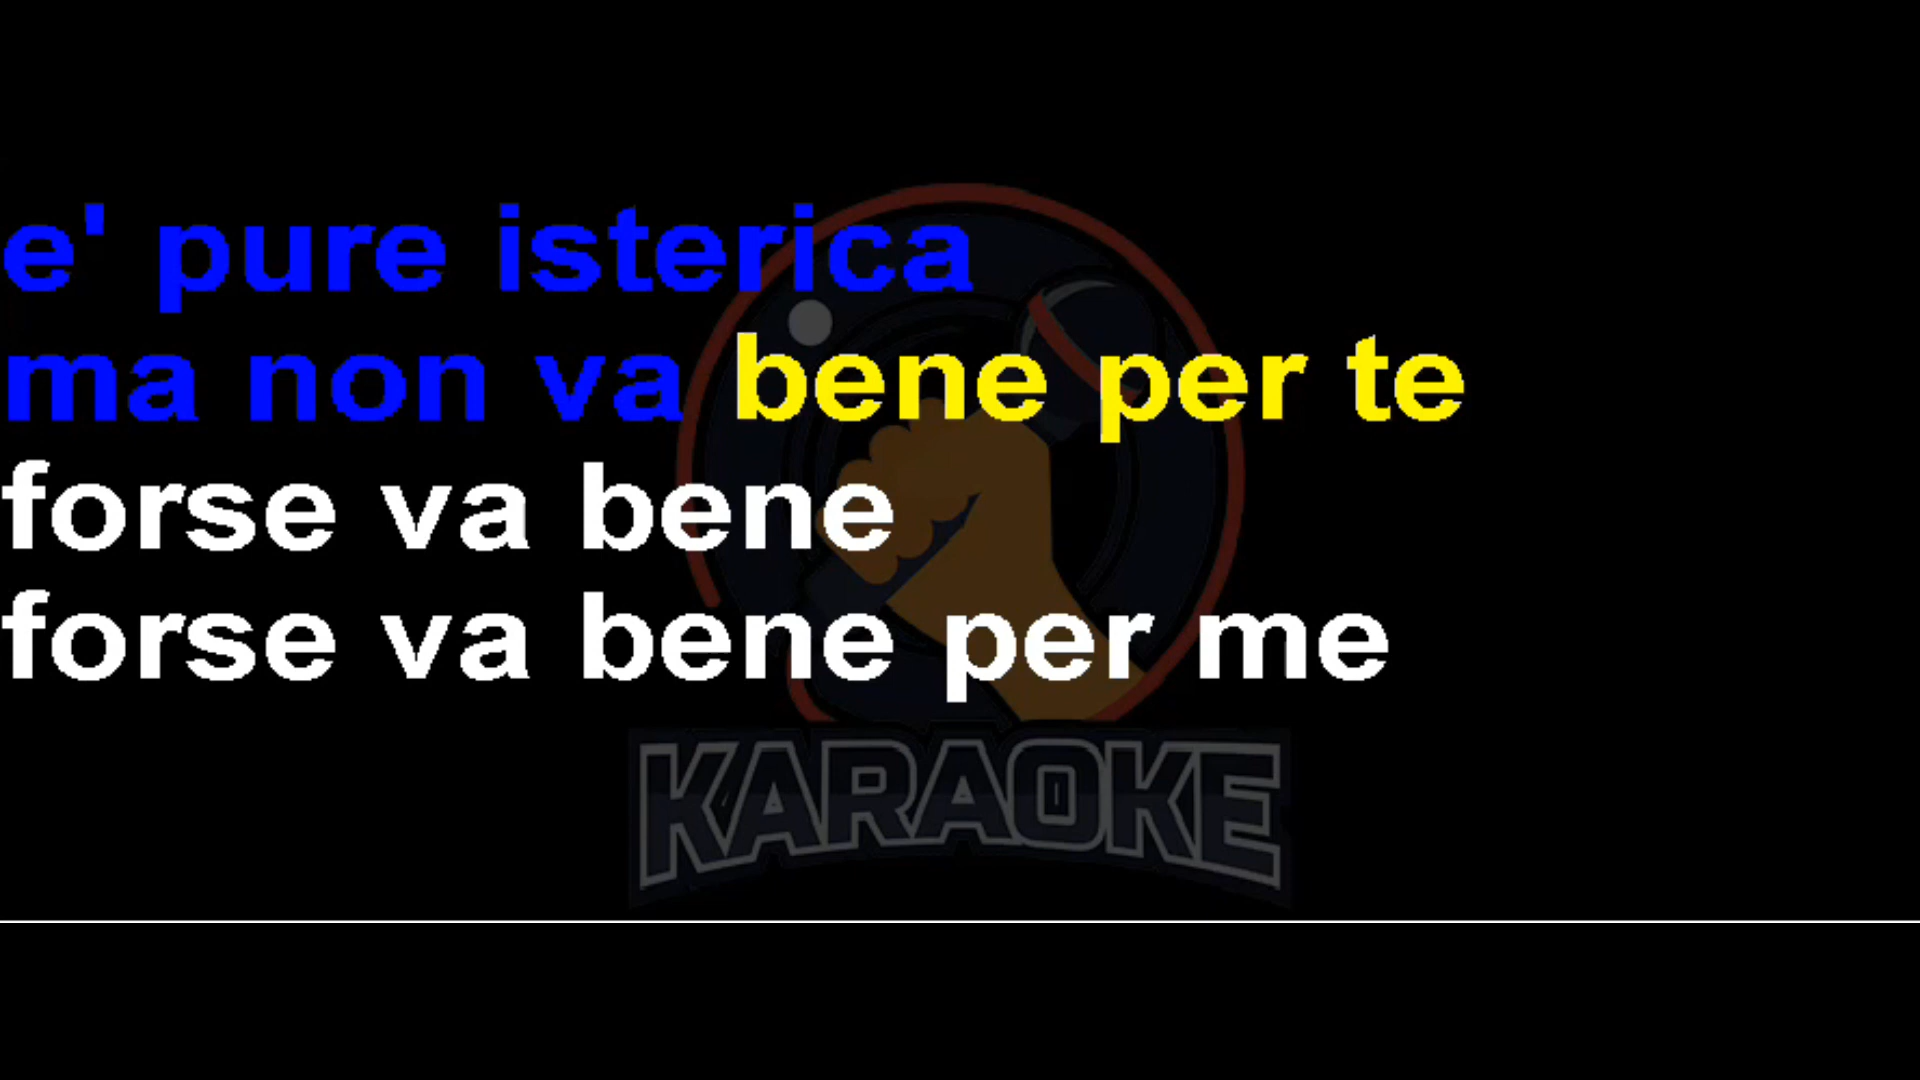 e' pure isterica
ma non va bene per te
forse va bene
forse va bene per me
KARAOKE